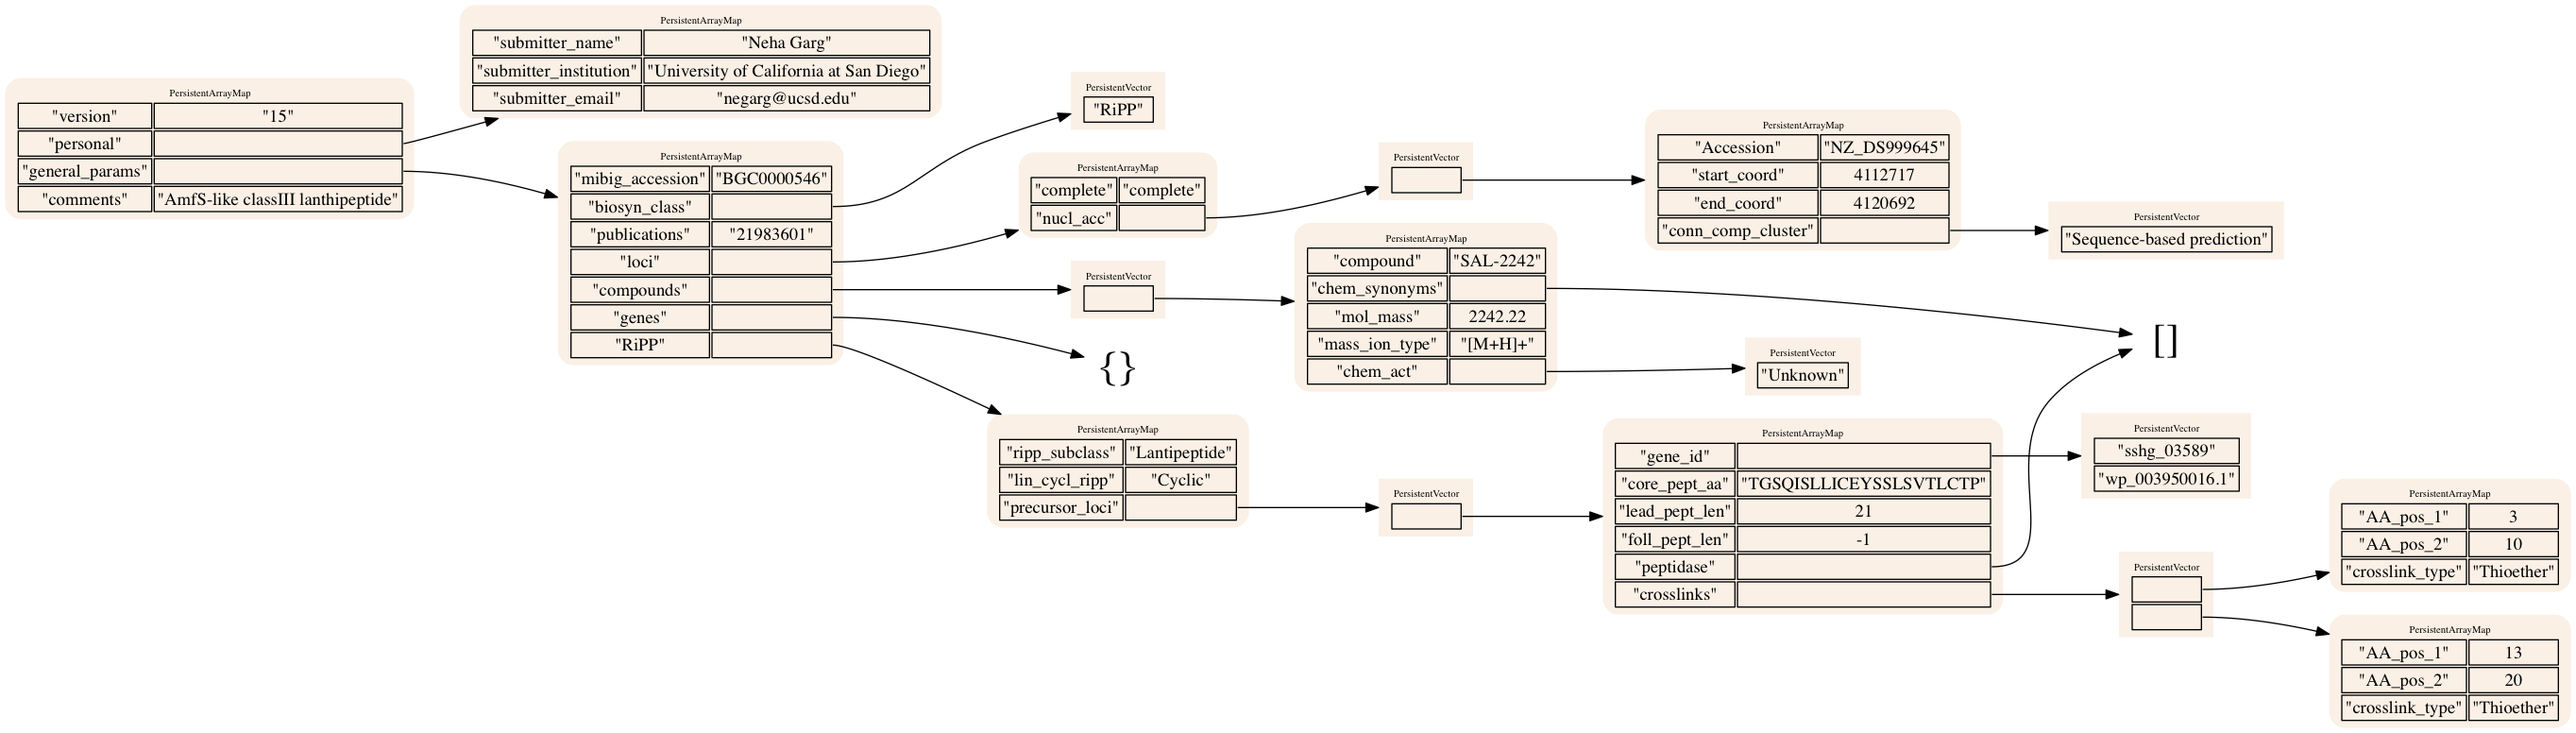 PersistentArrayMap
"version" "15"
"personal"
"general_params"
"comments" "AmfS-like classIII lanthipeptide"
PersistentArrayMap
"submitter_name" "Neha Garg"
"submitter_institution" "University of California at San Diego"
"submitter_email" "negarg@ucsd.edu"
PersistentArrayMap
"mibig_accession" "BGC0000546"
"biosyn_class"
"publications" "21983601"
"loci"
"compounds"
"genes"
"RiPP"
PersistentVector
"RiPP"
PersistentArrayMap
"complete" "complete"
"nucl_acc"
PersistentVector
PersistentArrayMap
"Accession" "NZ_DS999645"
"start_coord" 4112717
"end_coord" 4120692
"conn_comp_cluster"
PersistentVector
"Sequence-based prediction"
PersistentVector
PersistentArrayMap
"compound" "SAL-2242"
"chem_synonyms"
"mol_mass" 2242.22
"mass_ion_type" "[M+H]+"
"chem_act"
[]
PersistentVector
"Unknown"
{}
PersistentArrayMap
"ripp_subclass" "Lantipeptide"
"lin_cycl_ripp" "Cyclic"
"precursor_loci"
PersistentVector
PersistentArrayMap
"gene_id"
"core_pept_aa" "TGSQISLLICEYSSLSVTLCTP"
"lead_pept_len" 21
"foll_pept_len" -1
"peptidase"
"crosslinks"
PersistentVector
"sshg_03589"
"wp_003950016.1"
PersistentVector
PersistentArrayMap
"AA_pos_1" 3
"AA_pos_2" 10
"crosslink_type" "Thioether"
PersistentArrayMap
"AA_pos_1" 13
"AA_pos_2" 20
"crosslink_type" "Thioether"